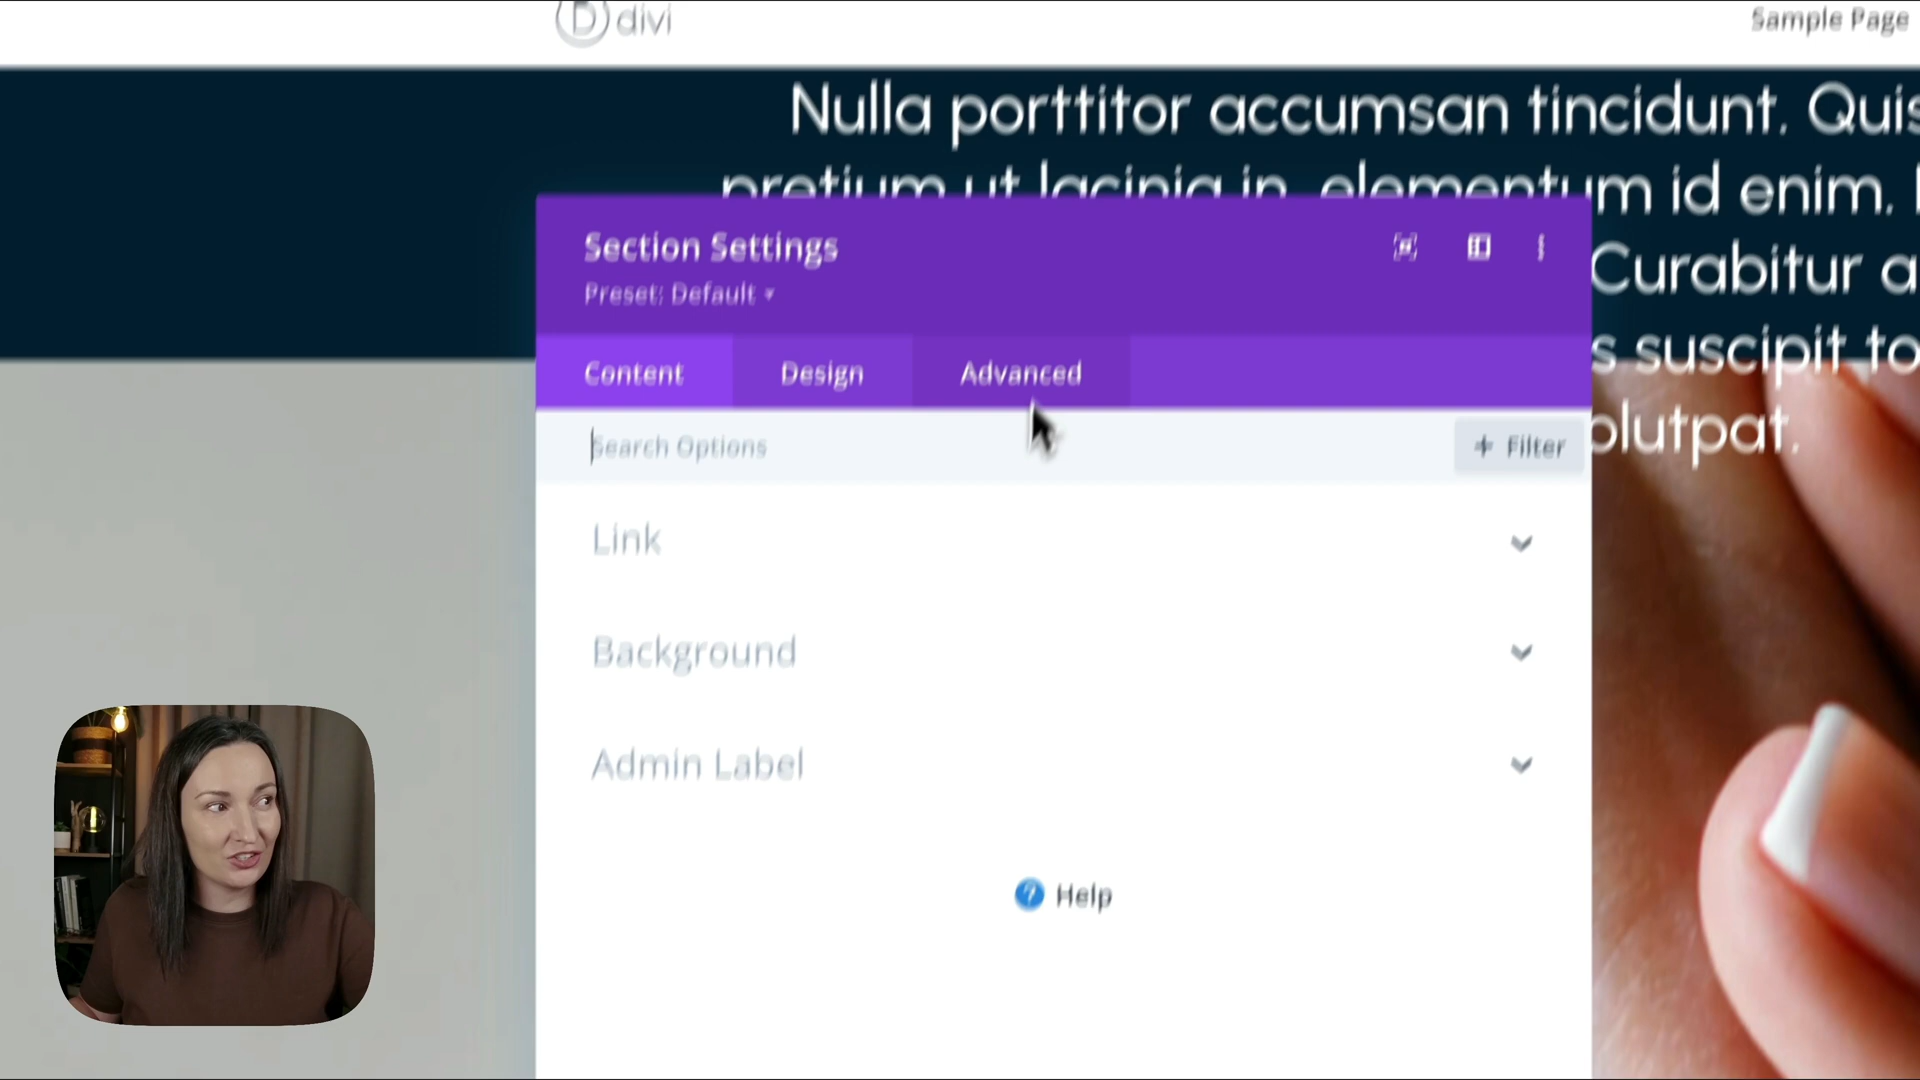 divi
Sample Page
Nulla porttitor accumsan tincidunt. Quis
pretium ut lacinia in, elementum id enim.
Section Settings
Curabitur a
Preset: Default
s suscipit to
Content
Design
Advanced
olutpat.
Search Options
+ Filter
Link
Background
Admin Label
? Help